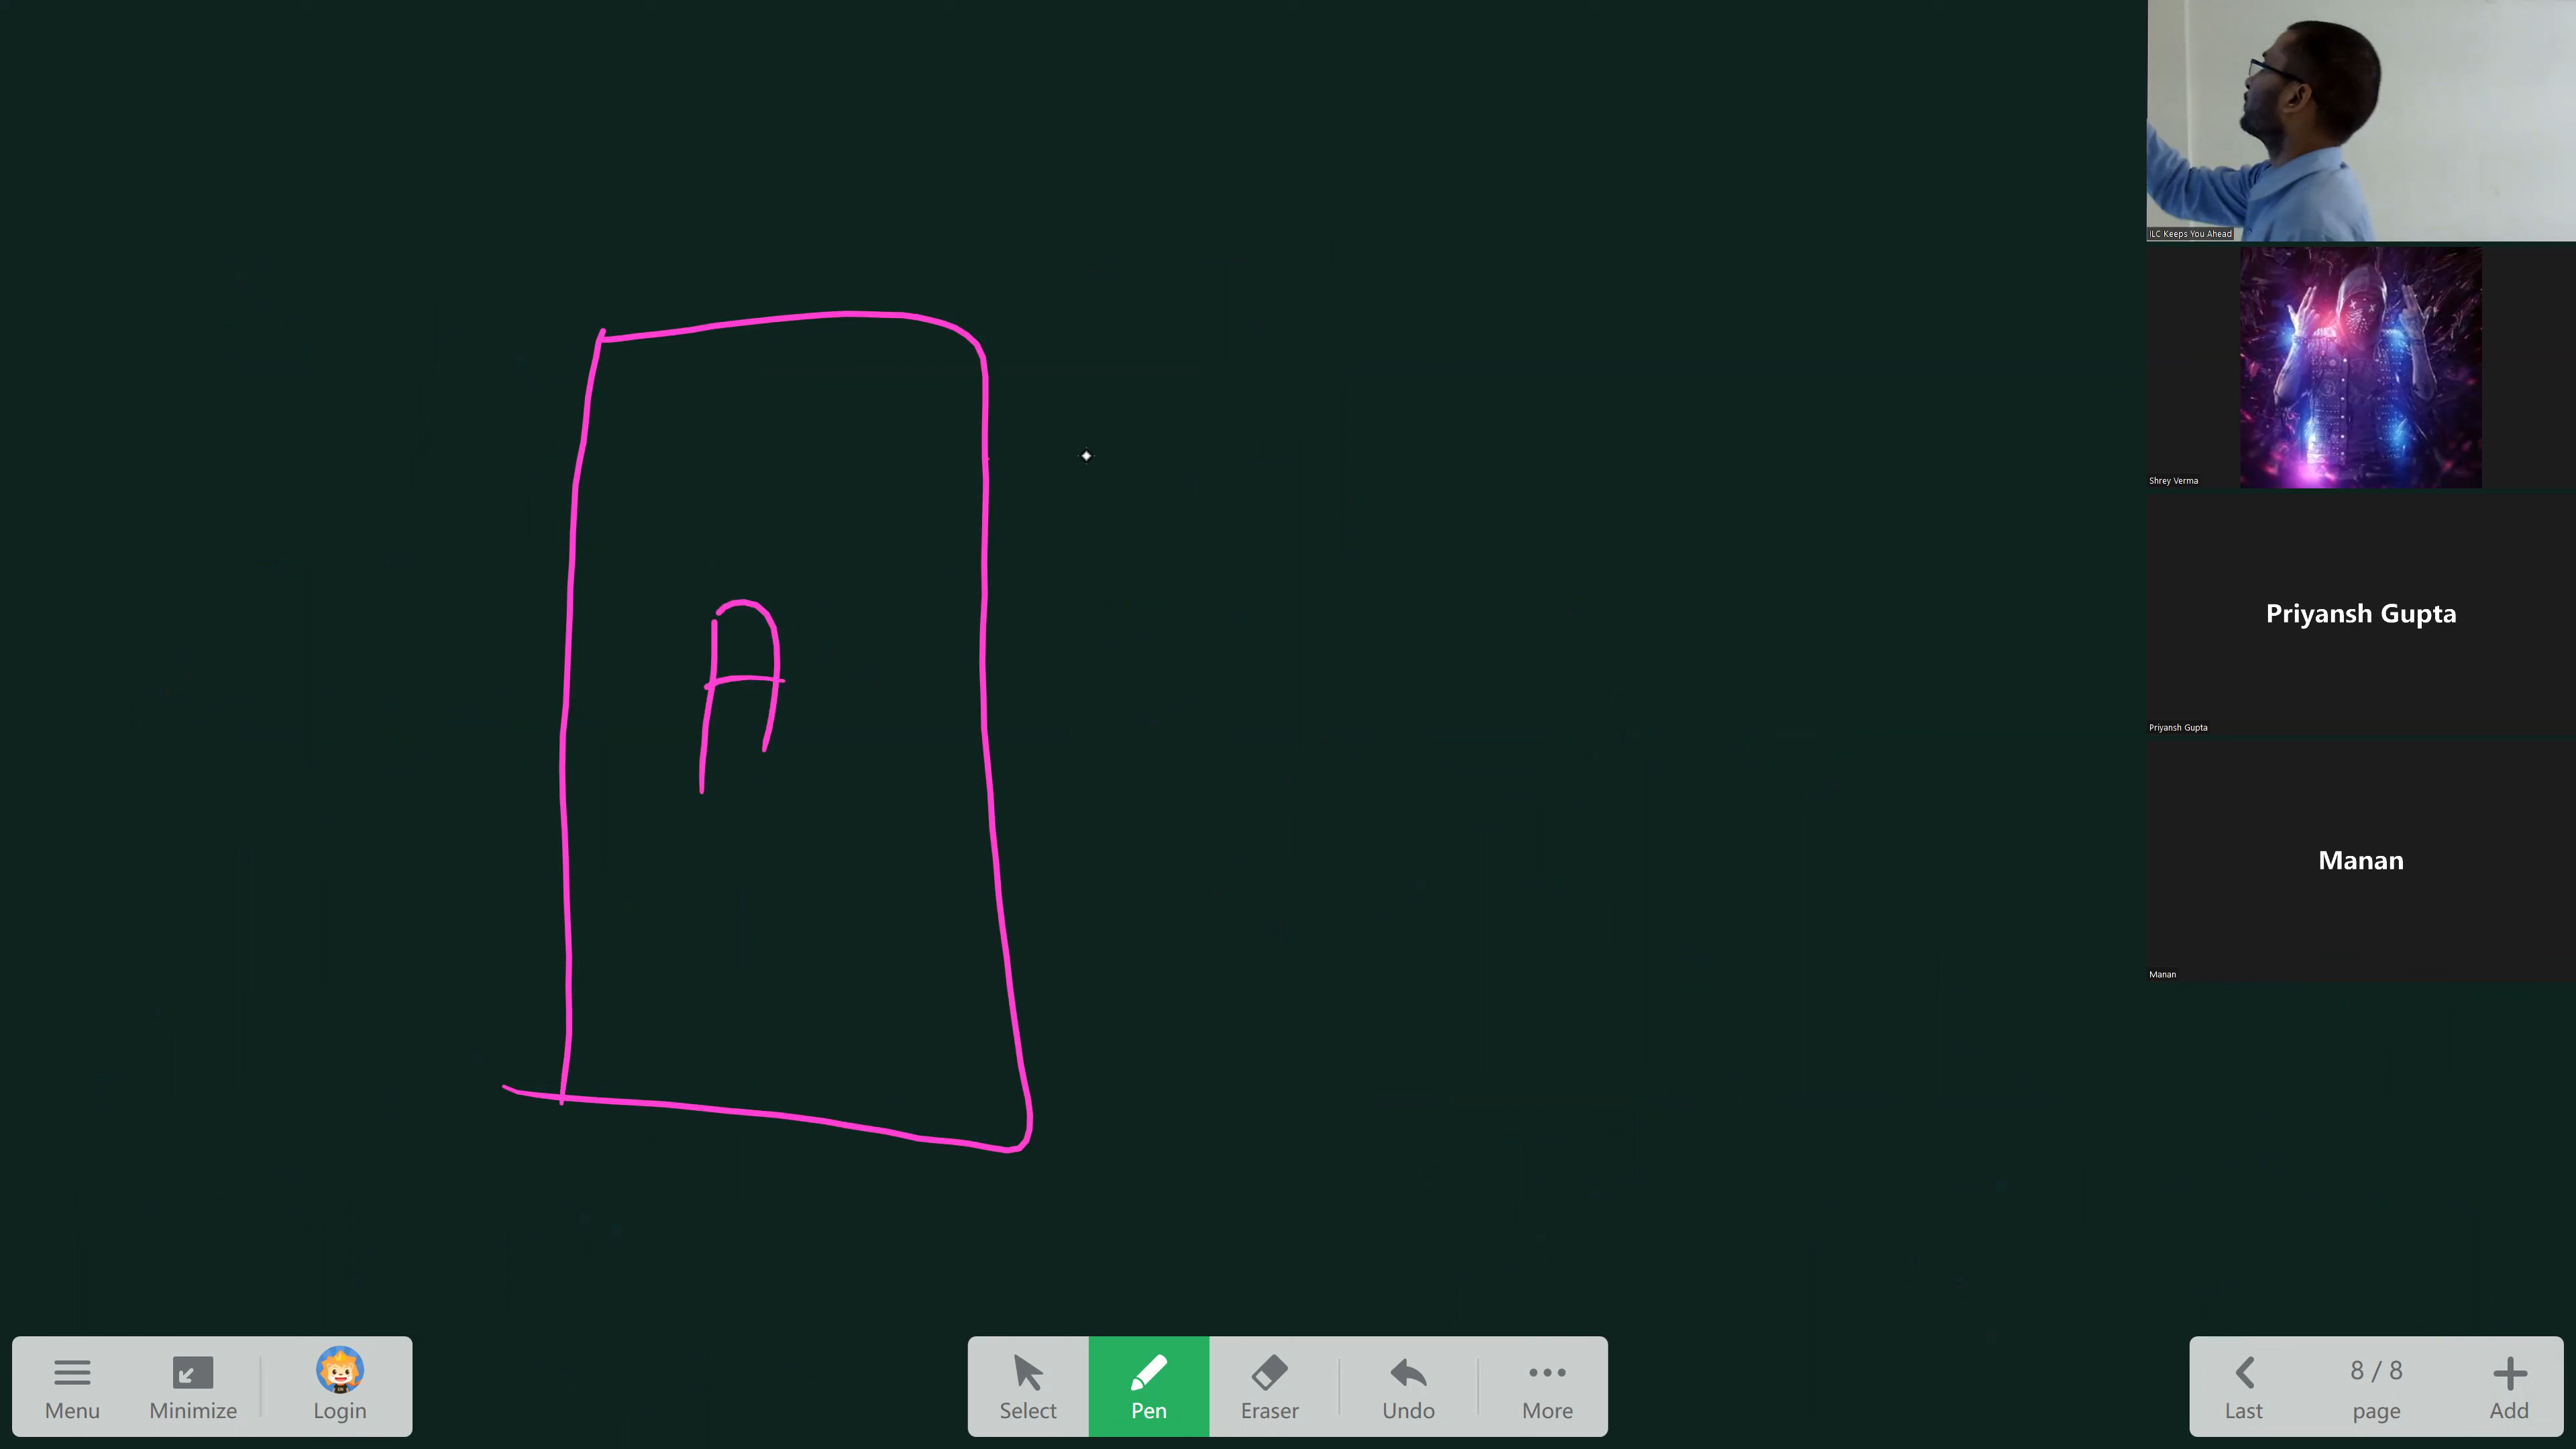 A
ILC Keeps You Ahead
Shrey Verma
Priyansh Gupta
Priyansh Gupta
Manan
Manan
Menu
Minimize
Login
Select
Pen
Eraser
Undo
More
Last
8 / 8
page
Add